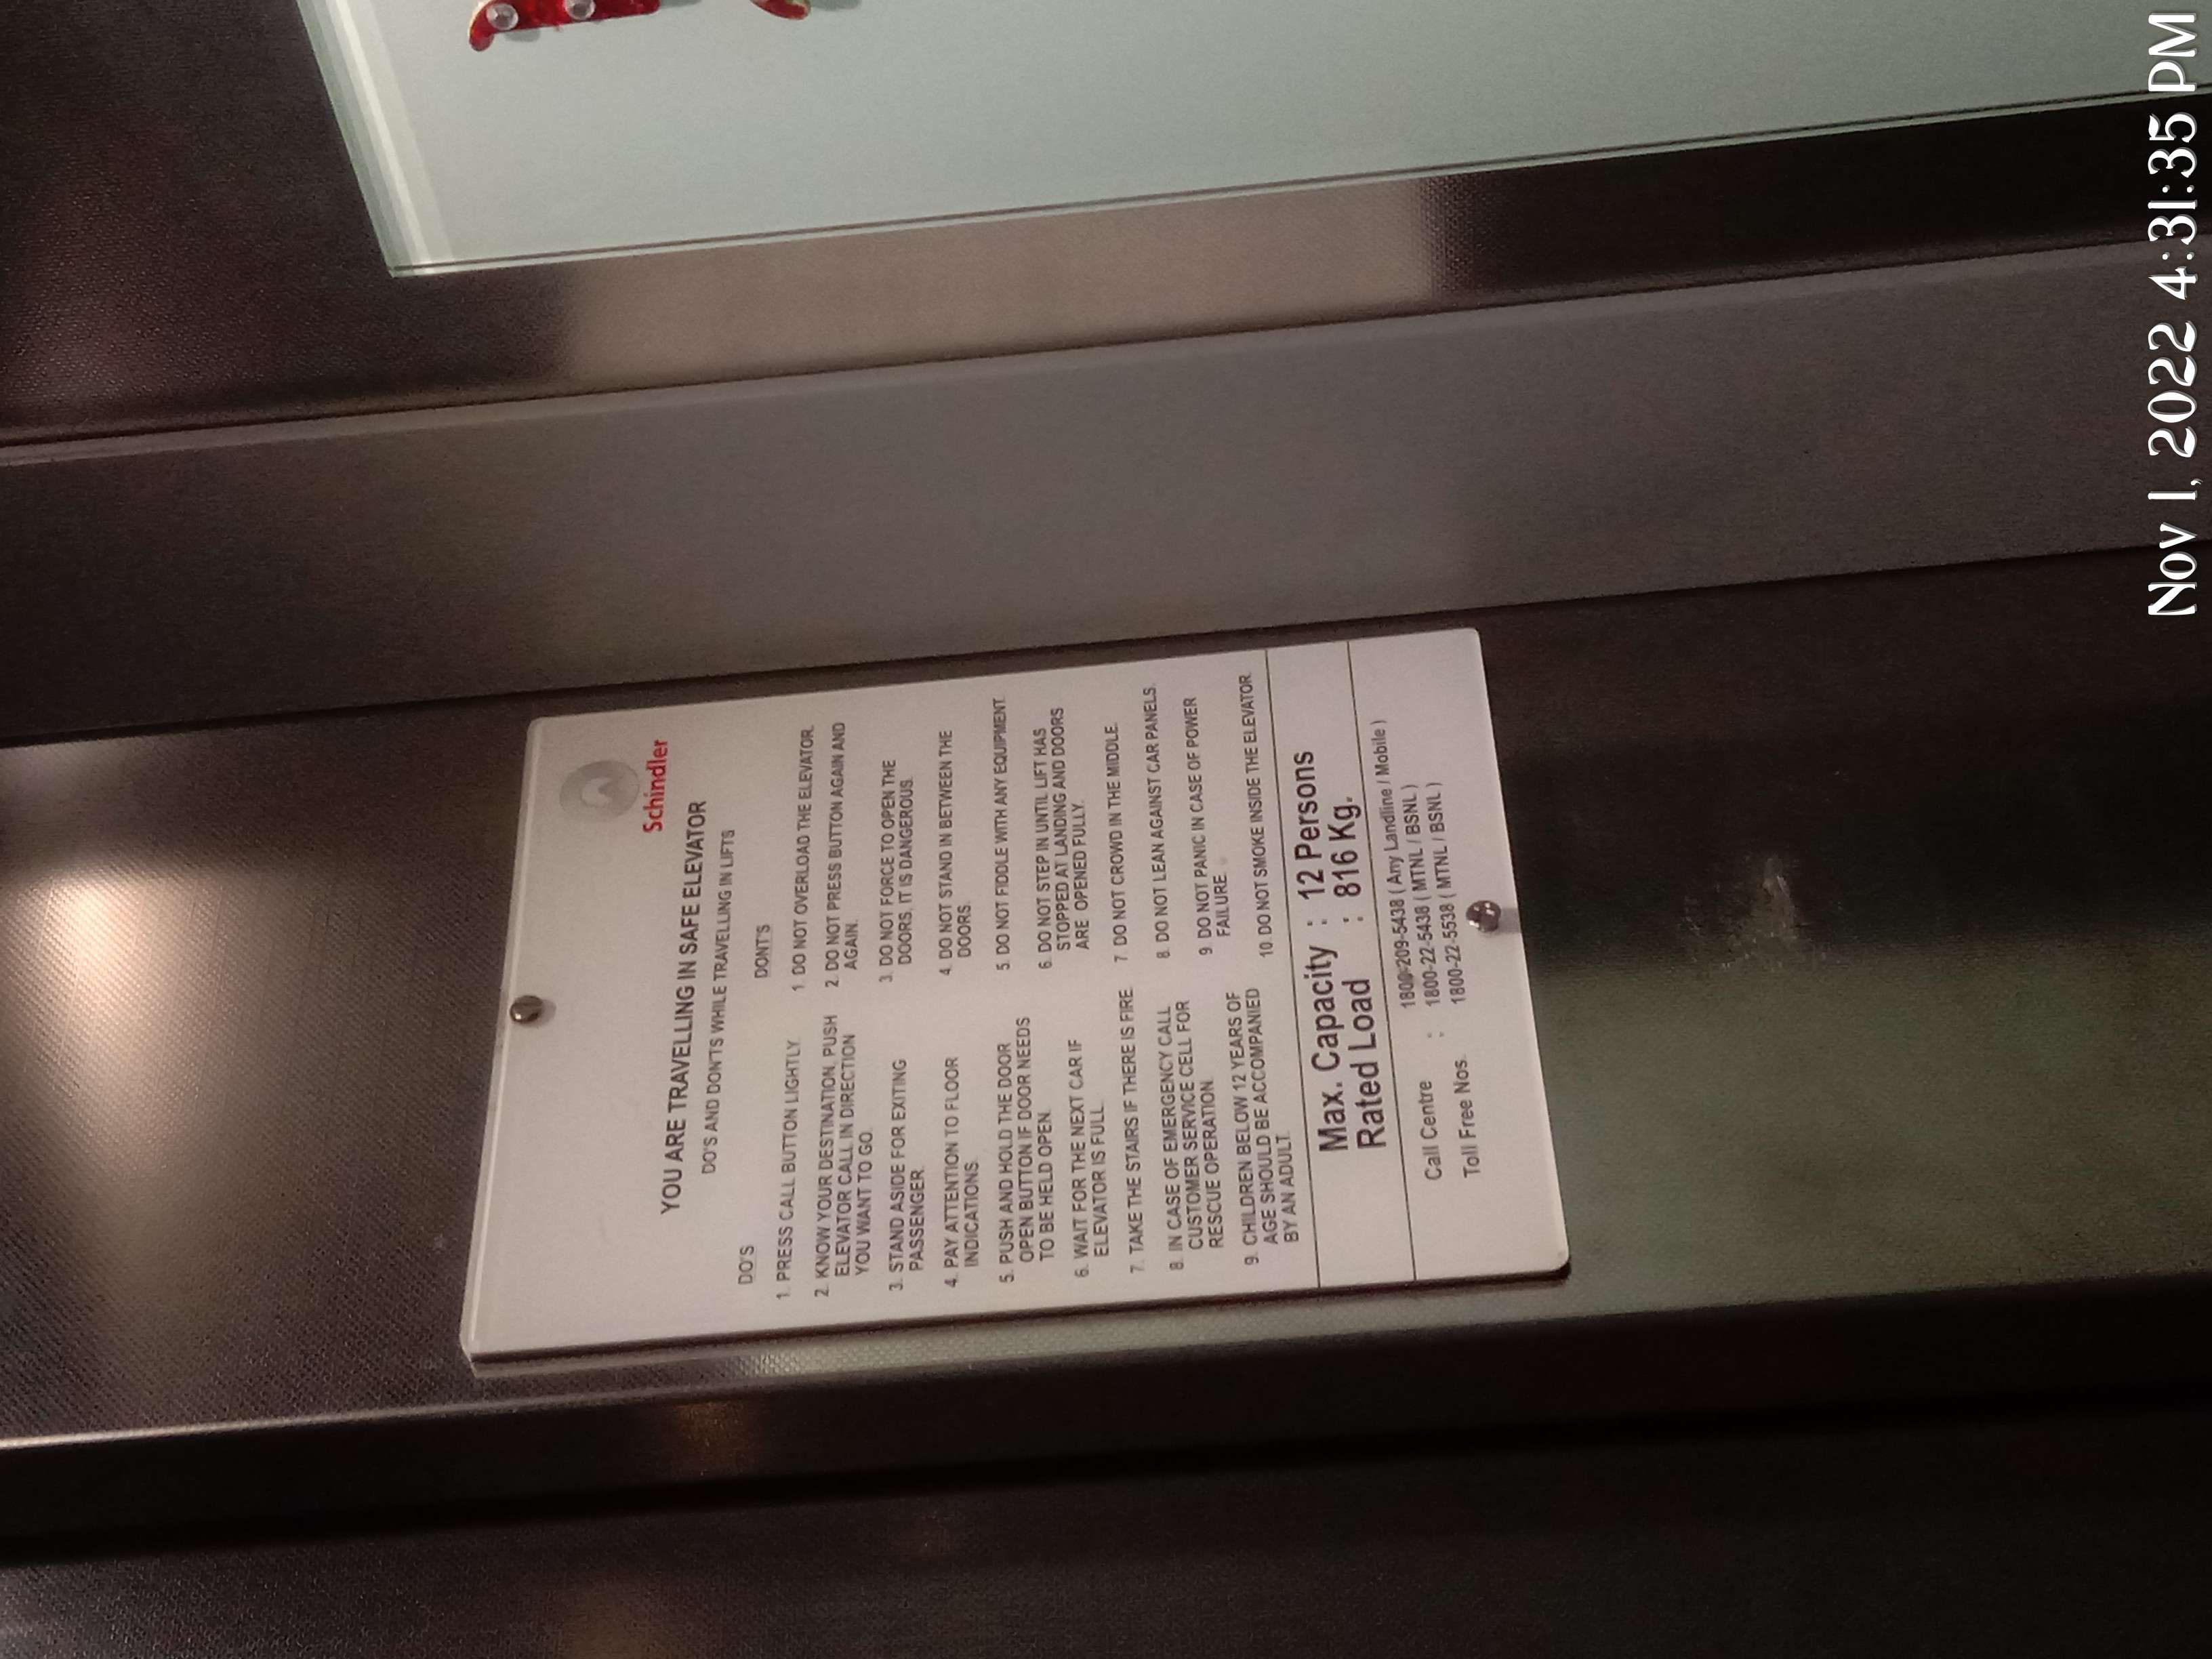 Schindler
YOU ARE TRAVELLING IN SAFE ELEVATOR
DO'S AND DON'TS WHILE TRAVELLING IN LIFTS
DO'S
1. PRESS CALL BUTTON LIGHTLY.
2. KNOW YOUR DESTINATION. PUSH
ELEVATOR CALL IN DIRECTION
YOU WANT TO GO.
3. STAND ASIDE FOR EXITING
PASSENGER.
4. PAY ATTENTION TO FLOOR
INDICATIONS.
5. PUSH AND HOLD THE DOOR
OPEN BUTTON IF DOOR NEEDS
TO BE HELD OPEN.
6. WAIT FOR THE NEXT CAR IF
ELEVATOR IS FULL.
7. TAKE THE STAIRS IF THERE IS FIRE.
8. IN CASE OF EMERGENCY CALL
CUSTOMER SERVICE CELL FOR
RESCUE OPERATION.
9. CHILDREN BELOW 12 YEARS OF
AGE SHOULD BE ACCOMPANIED
BY AN ADULT.
DONT'S
1. DO NOT OVERLOAD THE ELEVATOR.
2. DO NOT PRESS BUTTON AGAIN AND
AGAIN.
3. DO NOT FORCE TO OPEN THE
DOORS, IT IS DANGEROUS.
4. DO NOT STAND IN BETWEEN THE
DOORS.
5. DO NOT FIDDLE WITH ANY EQUIPMENT.
6. DO NOT STEP IN UNTIL LIFT HAS
STOPPED AT LANDING AND DOORS
ARE OPENED FULLY.
7 DO NOT CROWD IN THE MIDDLE.
8. DO NOT LEAN AGAINST CAR PANELS.
9 DO NOT PANIC IN CASE OF POWER
FAILURE.
10. DO NOT SMOKE INSIDE THE ELEVATOR.
Max. Capacity : 12 Persons
Rated Load : 816 Kg.
1800-209-5438 ( Any Landline / Mobile )
Call Centre : 1800-22-5438 ( MTNL / BSNL )
Toll Free Nos. 1800-22-5538 ( MTNL / BSNL )
Nov 1, 2022 4:31:35 PM